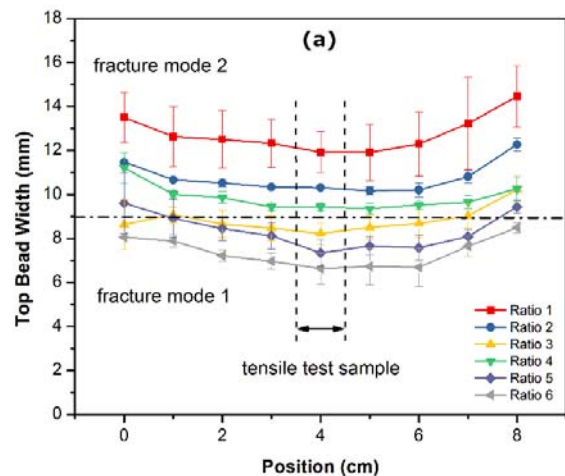 (a)
fracture mode 2
fracture mode 1
tensile test sample
Top Bead Width (mm)
18
16
14
12
10
8
6
4
2
0
Ratio 1
Ratio 2
Ratio 3
Ratio 4
Ratio 5
Ratio 6
0 2 4 6 8
Position (cm)